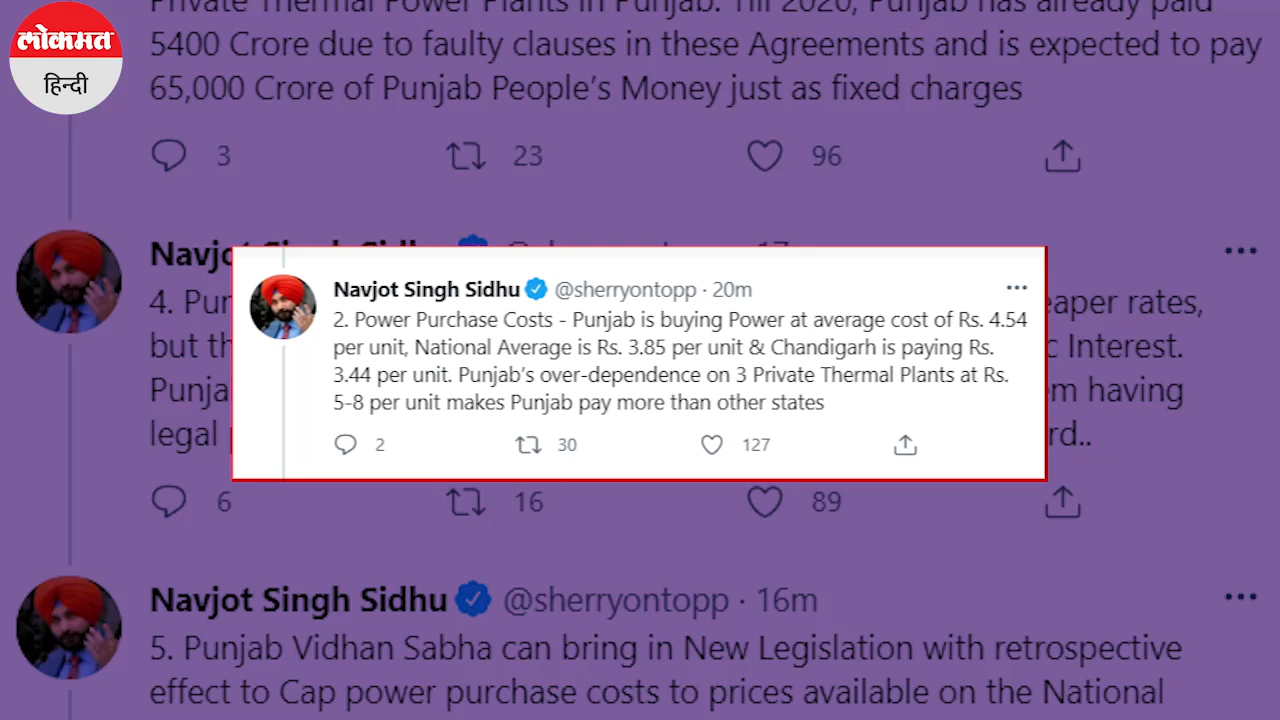 लोकमत
हिन्दी
Private Thermal Power Plants in Punjab. Till 2020, Punjab has already paid
5400 Crore due to faulty clauses in these Agreements and is expected to pay
65,000 Crore of Punjab People’s Money just as fixed charges
3 23 96
Navjot Singh Sidhu 17
4. Pur eaper rates,
but th c Interest.
Punja em having
legal rd..
Navjot Singh Sidhu @sherryontopp · 20m
2. Power Purchase Costs - Punjab is buying Power at average cost of Rs. 4.54
per unit, National Average is Rs. 3.85 per unit & Chandigarh is paying Rs.
3.44 per unit. Punjab’s over-dependence on 3 Private Thermal Plants at Rs.
5-8 per unit makes Punjab pay more than other states
2 30 127
6 16 89
Navjot Singh Sidhu @sherryontopp · 16m
5. Punjab Vidhan Sabha can bring in New Legislation with retrospective
effect to Cap power purchase costs to prices available on the National